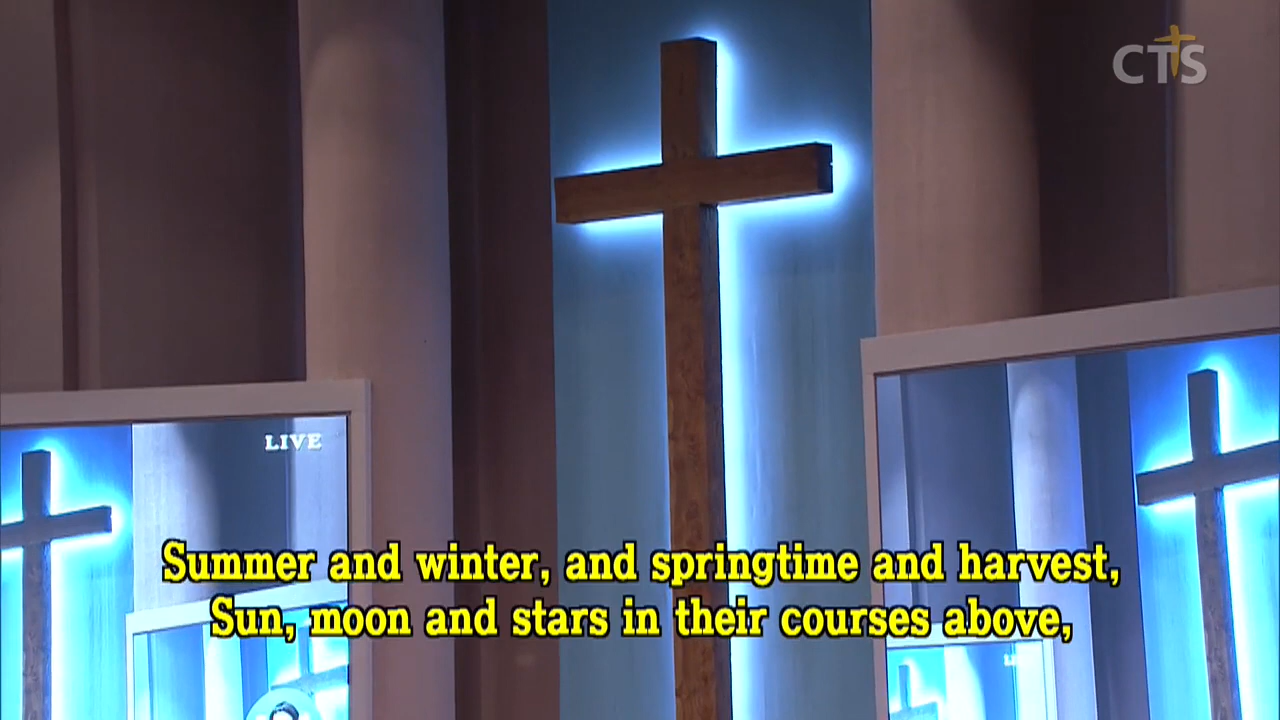 CTS
LIVE
Summer and winter, and springtime and harvest,
Sun, moon and stars in their courses above,